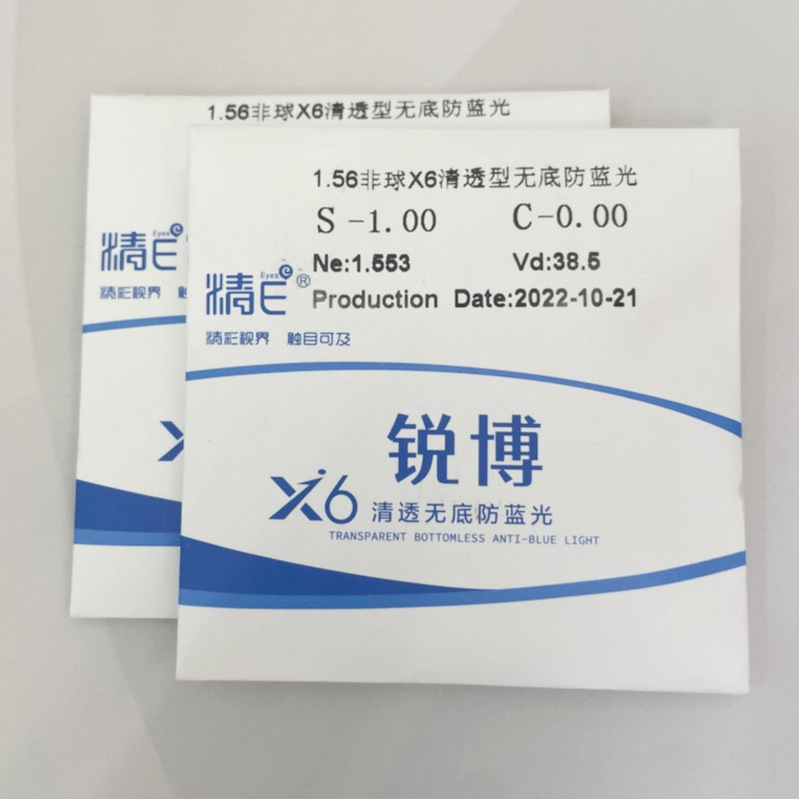 1.56非球X6清透型无底防蓝光
精E
Eyes e
精彩视界 触
X
1.56非球X6清透型无底防蓝光
S -1.00 C-0.00
Ne:1.553 Vd:38.5
Production Date:2022-10-21
精E
Eyes e ®
精彩视界 触目可及
锐博
X6 清透无底防蓝光
TRANSPARENT BOTTOMLESS ANTI-BLUE LIGHT